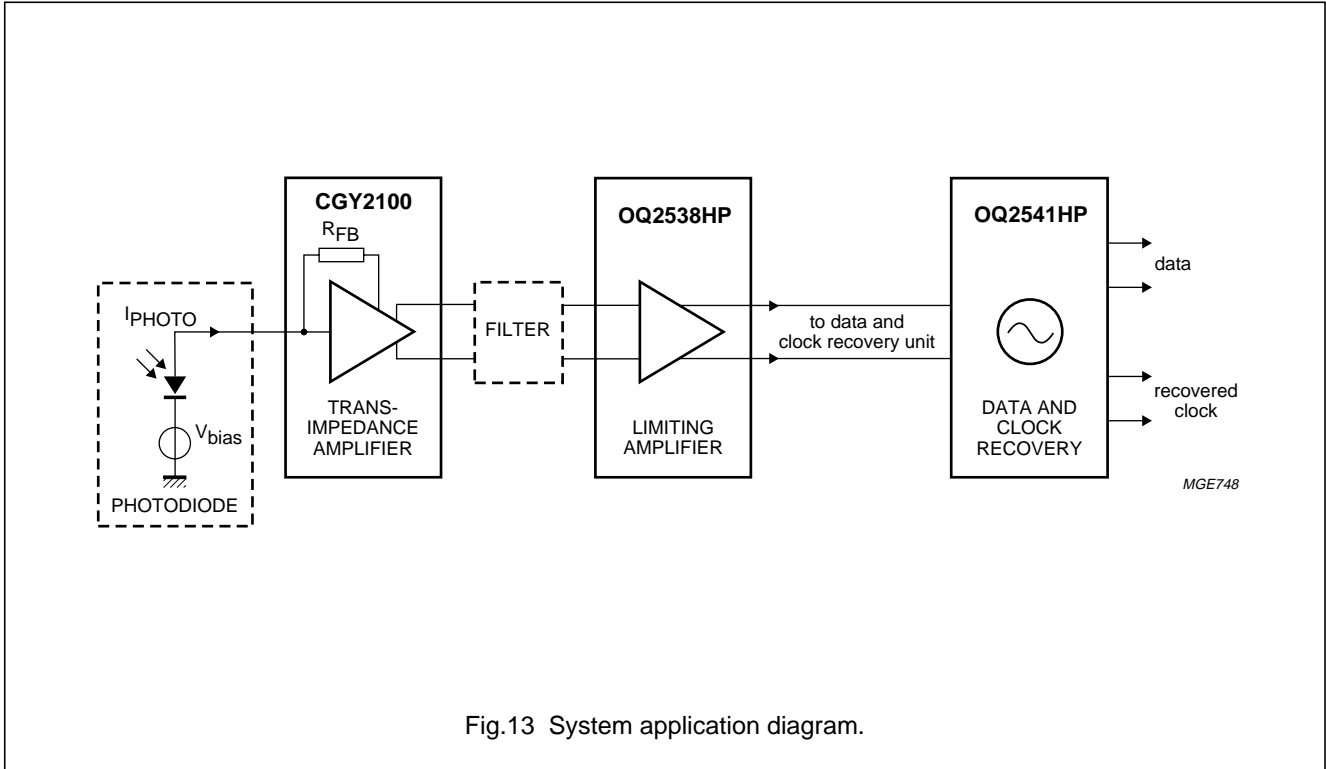 CGY2100
RFB
TRANS-
IMPEDANCE
AMPLIFIER
IPHOTO
Vbias
PHOTODIODE
FILTER
OQ2538HP
LIMITING
AMPLIFIER
to data and
clock recovery unit
OQ2541HP
DATA AND
CLOCK
RECOVERY
data
recovered
clock
MGE748
Fig.13 System application diagram.